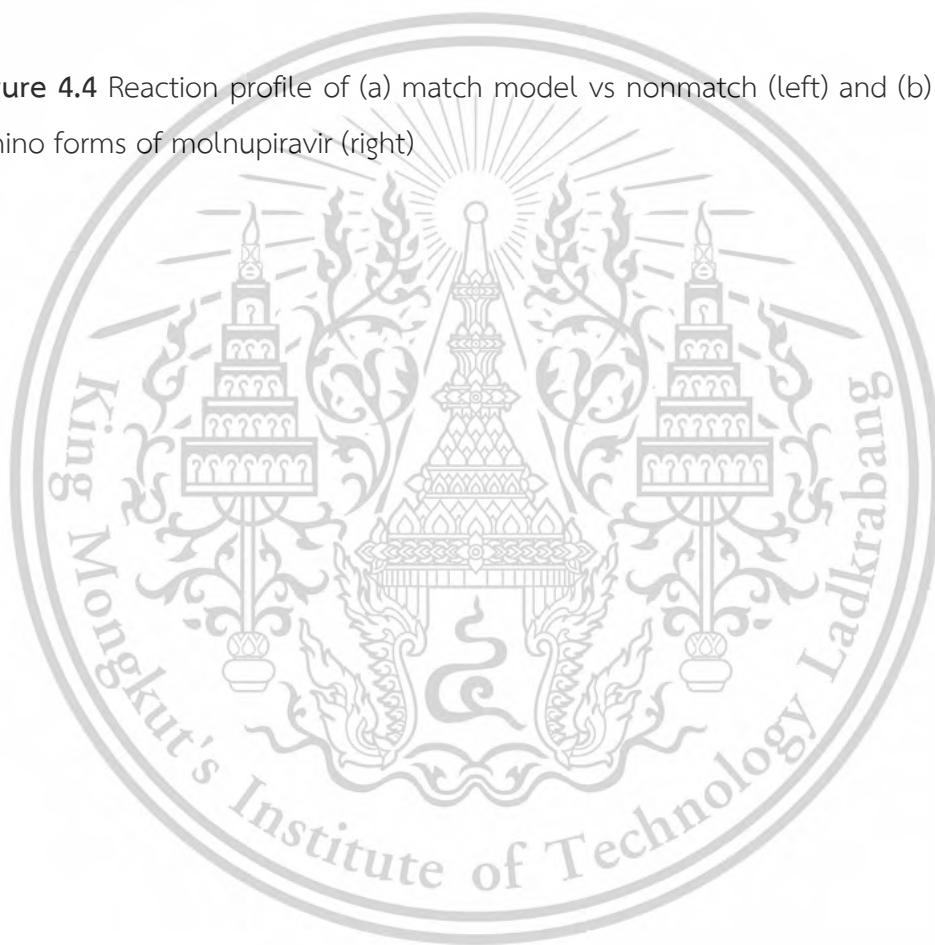 ure 4.4 Reaction profile of (a) match model vs nonmatch (left) and (b)
nino forms of molnupiravir (right)
King Mongkut's Institute of Technology Ladkrabang